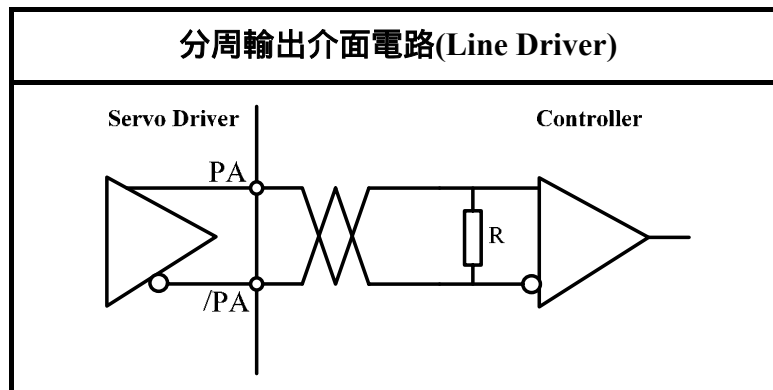 分周輸出介面電路(Line Driver)
Servo Driver
Controller
PA
R
/PA